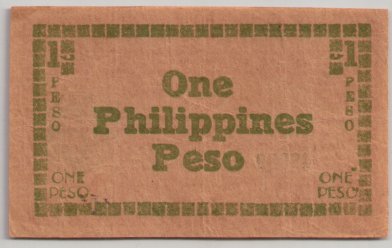 1 1
PESO PESO
One
Philippines
Peso
ONE ONE
PESO PESO